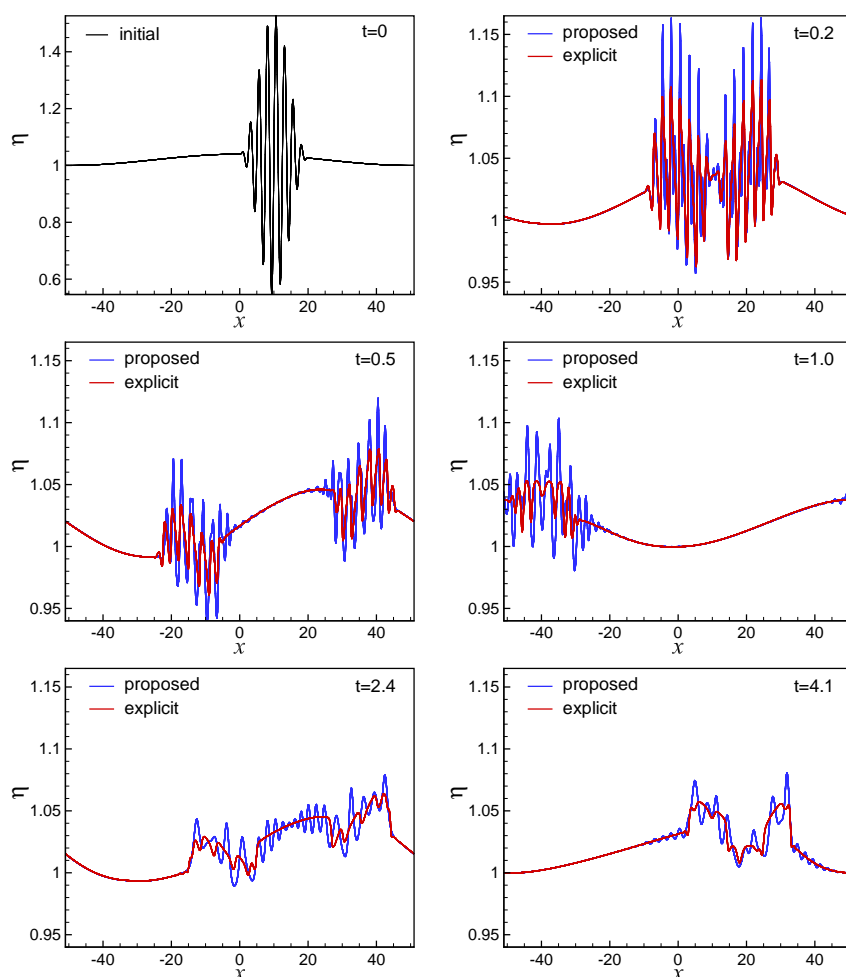 initial t=0
1.4
1.2
η
1
0.8
0.6
-40 -20 0 20 40
x
proposed t=0.2
explicit
1.15
1.1
η
1.05
1
0.95
-40 -20 0 20 40
x
proposed t=0.5
explicit
1.15
1.1
η
1.05
1
0.95
-40 -20 0 20 40
x
proposed t=1.0
explicit
1.15
1.1
η
1.05
1
0.95
-40 -20 0 20 40
x
proposed t=2.4
explicit
1.15
1.1
η
1.05
1
0.95
-40 -20 0 20 40
x
proposed t=4.1
explicit
1.15
1.1
η
1.05
1
0.95
-40 -20 0 20 40
x